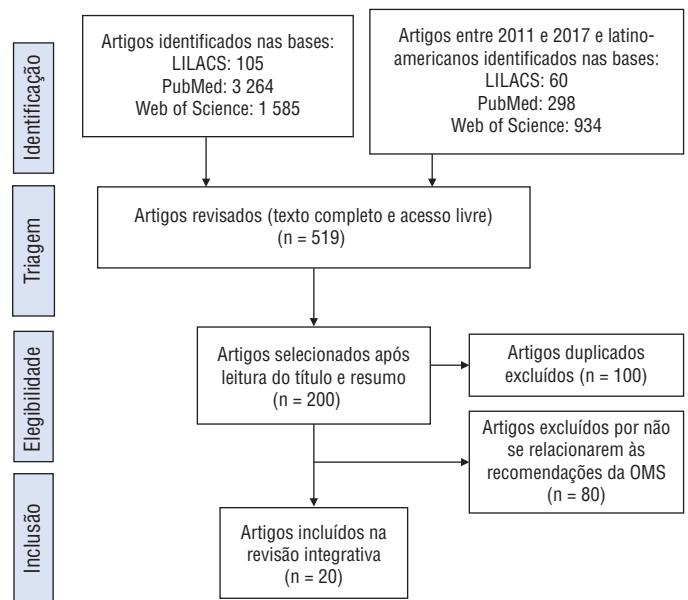 Identificação
Artigos identificados nas bases:
LILACS: 105
PubMed: 3 264
Web of Science: 1 585
Artigos entre 2011 e 2017 e latino-
americanos identificados nas bases:
LILACS: 60
PubMed: 298
Web of Science: 934
Triagem
Artigos revisados (texto completo e acesso livre)
(n = 519)
Elegibilidade
Artigos selecionados após
leitura do título e resumo
(n = 200)
Artigos duplicados
excluídos (n = 100)
Artigos excluídos por não
se relacionarem às
recomendações da OMS
(n = 80)
Inclusão
Artigos incluídos na
revisão integrativa
(n = 20)